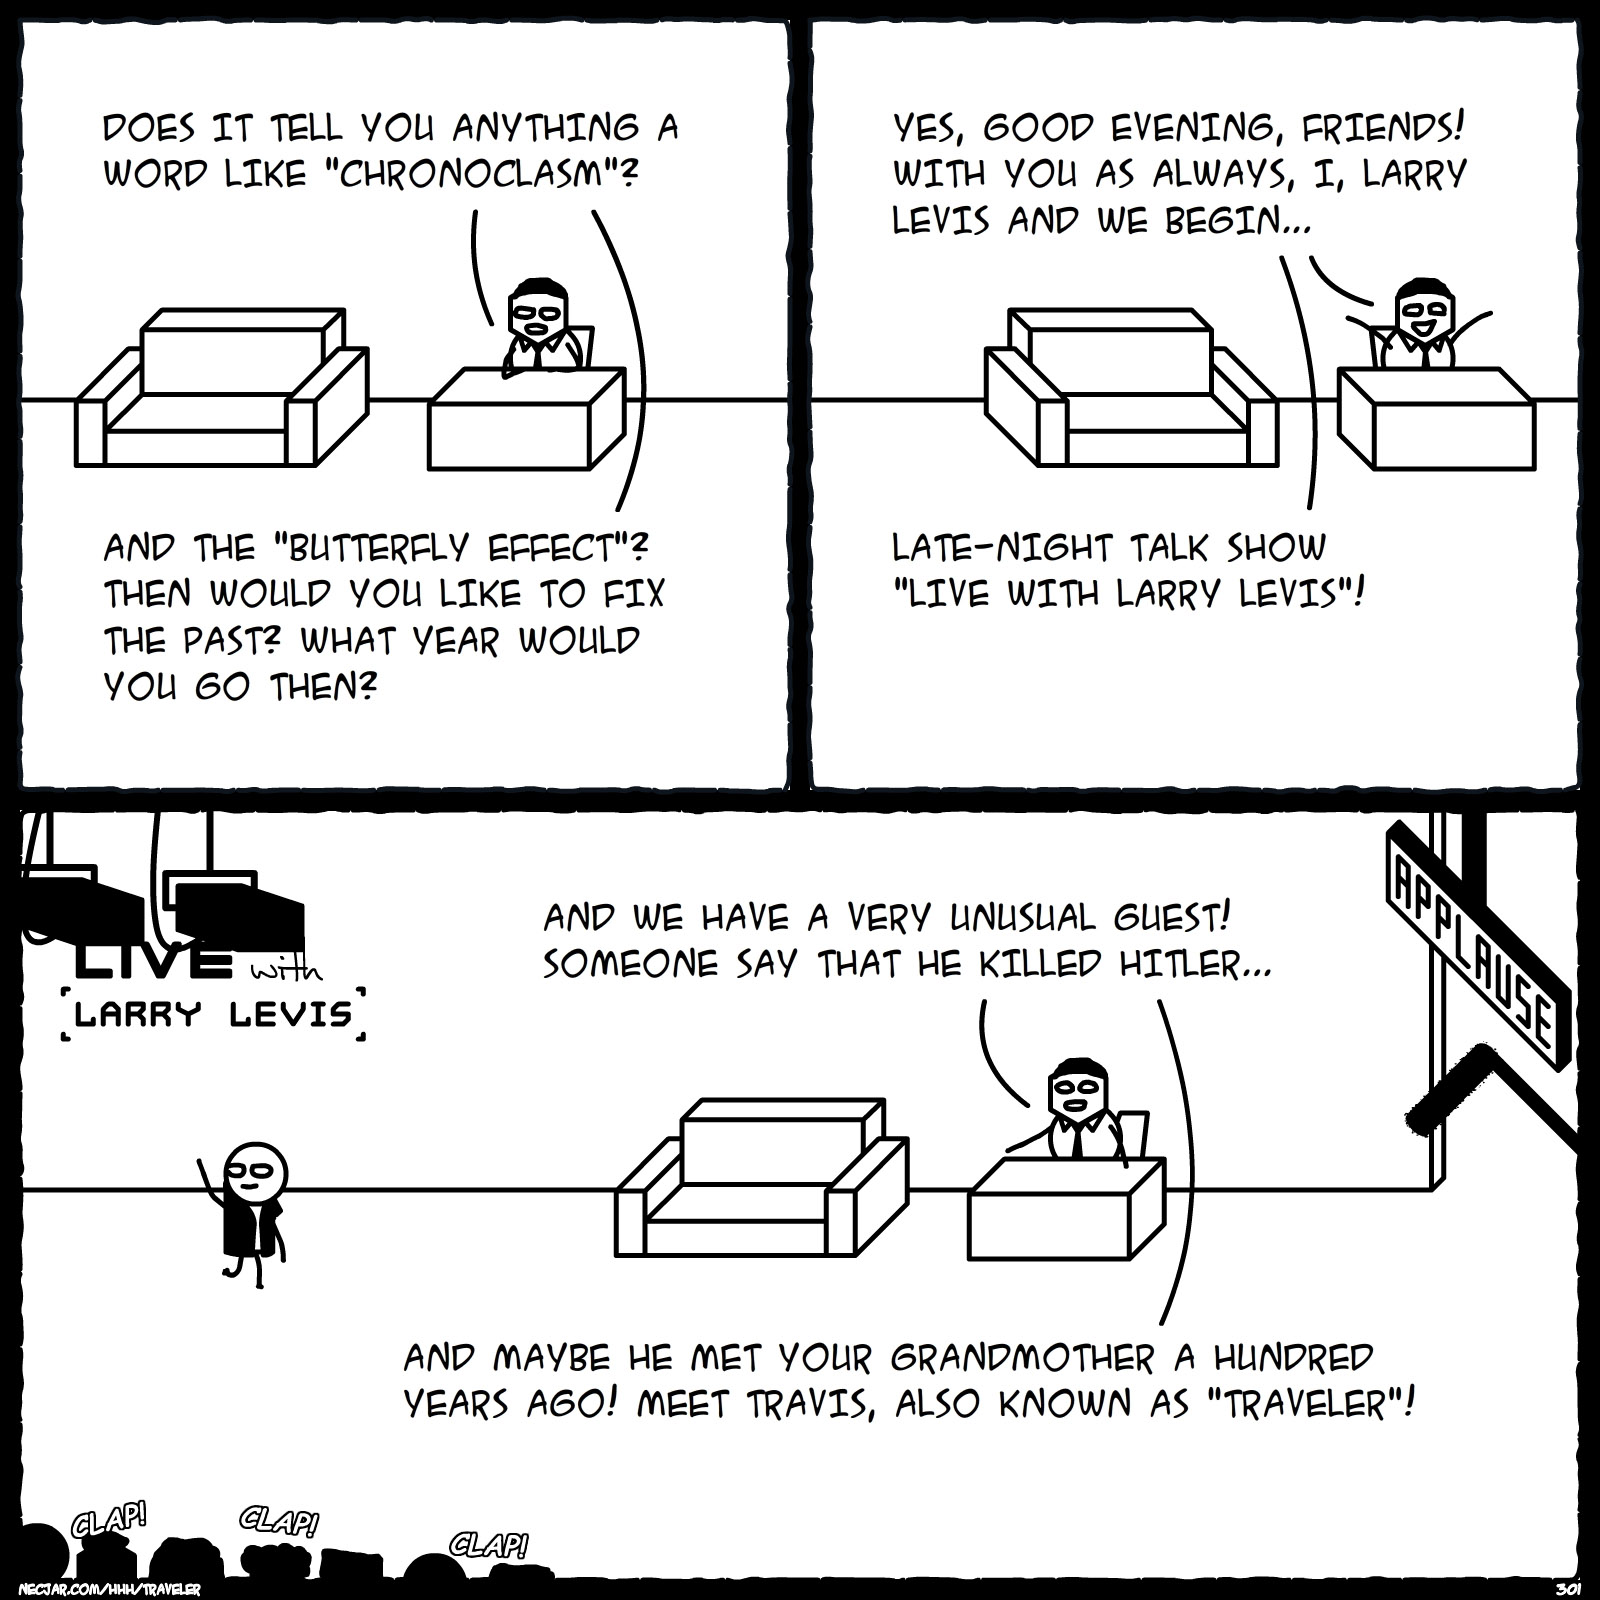 DOES IT TELL YOU ANYTHING A
WORD LIKE "CHRONOCLASM"?
AND THE "BUTTERFLY EFFECT"?
THEN WOULD YOU LIKE TO FIX
THE PAST? WHAT YEAR WOULD
YOU GO THEN?
YES, GOOD EVENING, FRIENDS!
WITH YOU AS ALWAYS, I, LARRY
LEVIS AND WE BEGIN...
LATE-NIGHT TALK SHOW
"LIVE WITH LARRY LEVIS"!
LIVE with
LARRY LEVIS
AND WE HAVE A VERY UNUSUAL GUEST!
SOMEONE SAY THAT HE KILLED HITLER...
APPLAUSE
AND MAYBE HE MET YOUR GRANDMOTHER A HUNDRED
YEARS AGO! MEET TRAVIS, ALSO KNOWN AS "TRAVELER"!
CLAP!
CLAP!
CLAP!
NECJAR.COM/HHH/TRAVELER
301